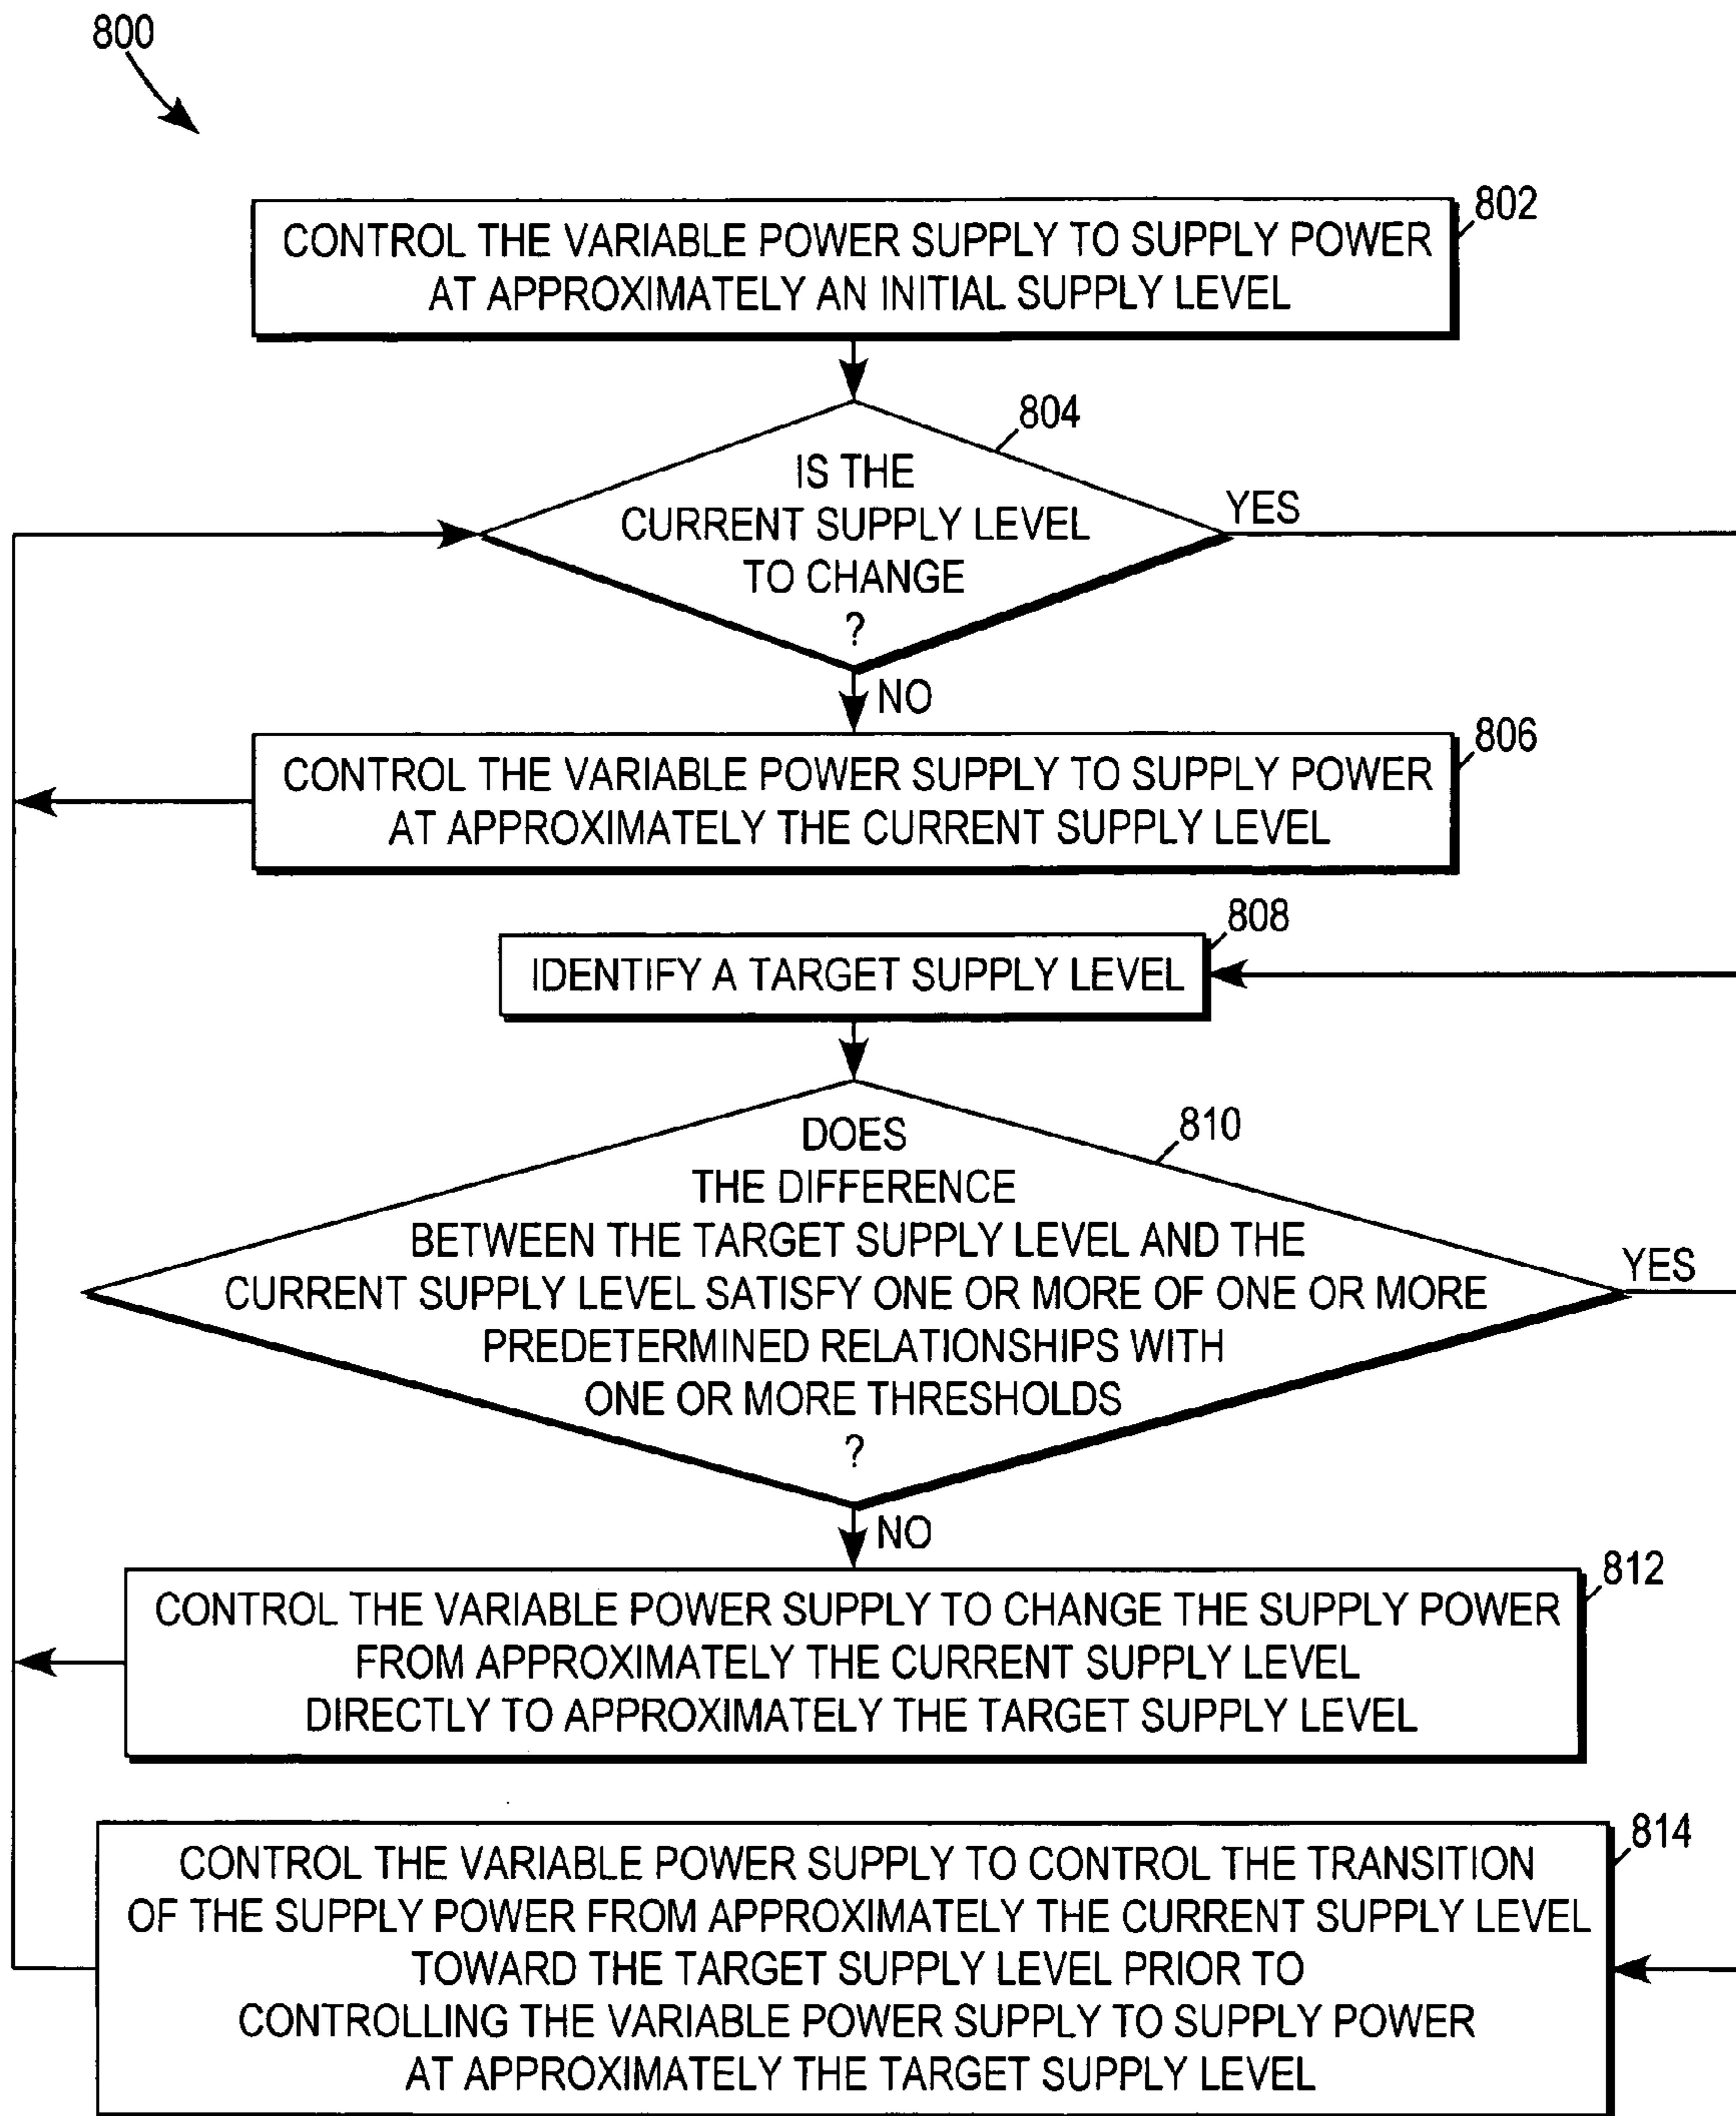 800
802
CONTROL THE VARIABLE POWER SUPPLY TO SUPPLY POWER
AT APPROXIMATELY AN INITIAL SUPPLY LEVEL
804
IS THE
CURRENT SUPPLY LEVEL
TO CHANGE
?
YES
NO
806
CONTROL THE VARIABLE POWER SUPPLY TO SUPPLY POWER
AT APPROXIMATELY THE CURRENT SUPPLY LEVEL
808
IDENTIFY A TARGET SUPPLY LEVEL
810
DOES
THE DIFFERENCE
BETWEEN THE TARGET SUPPLY LEVEL AND THE
CURRENT SUPPLY LEVEL SATISFY ONE OR MORE OF ONE OR MORE
PREDETERMINED RELATIONSHIPS WITH
ONE OR MORE THRESHOLDS
?
YES
NO
812
CONTROL THE VARIABLE POWER SUPPLY TO CHANGE THE SUPPLY POWER
FROM APPROXIMATELY THE CURRENT SUPPLY LEVEL
DIRECTLY TO APPROXIMATELY THE TARGET SUPPLY LEVEL
814
CONTROL THE VARIABLE POWER SUPPLY TO CONTROL THE TRANSITION
OF THE SUPPLY POWER FROM APPROXIMATELY THE CURRENT SUPPLY LEVEL
TOWARD THE TARGET SUPPLY LEVEL PRIOR TO
CONTROLLING THE VARIABLE POWER SUPPLY TO SUPPLY POWER
AT APPROXIMATELY THE TARGET SUPPLY LEVEL